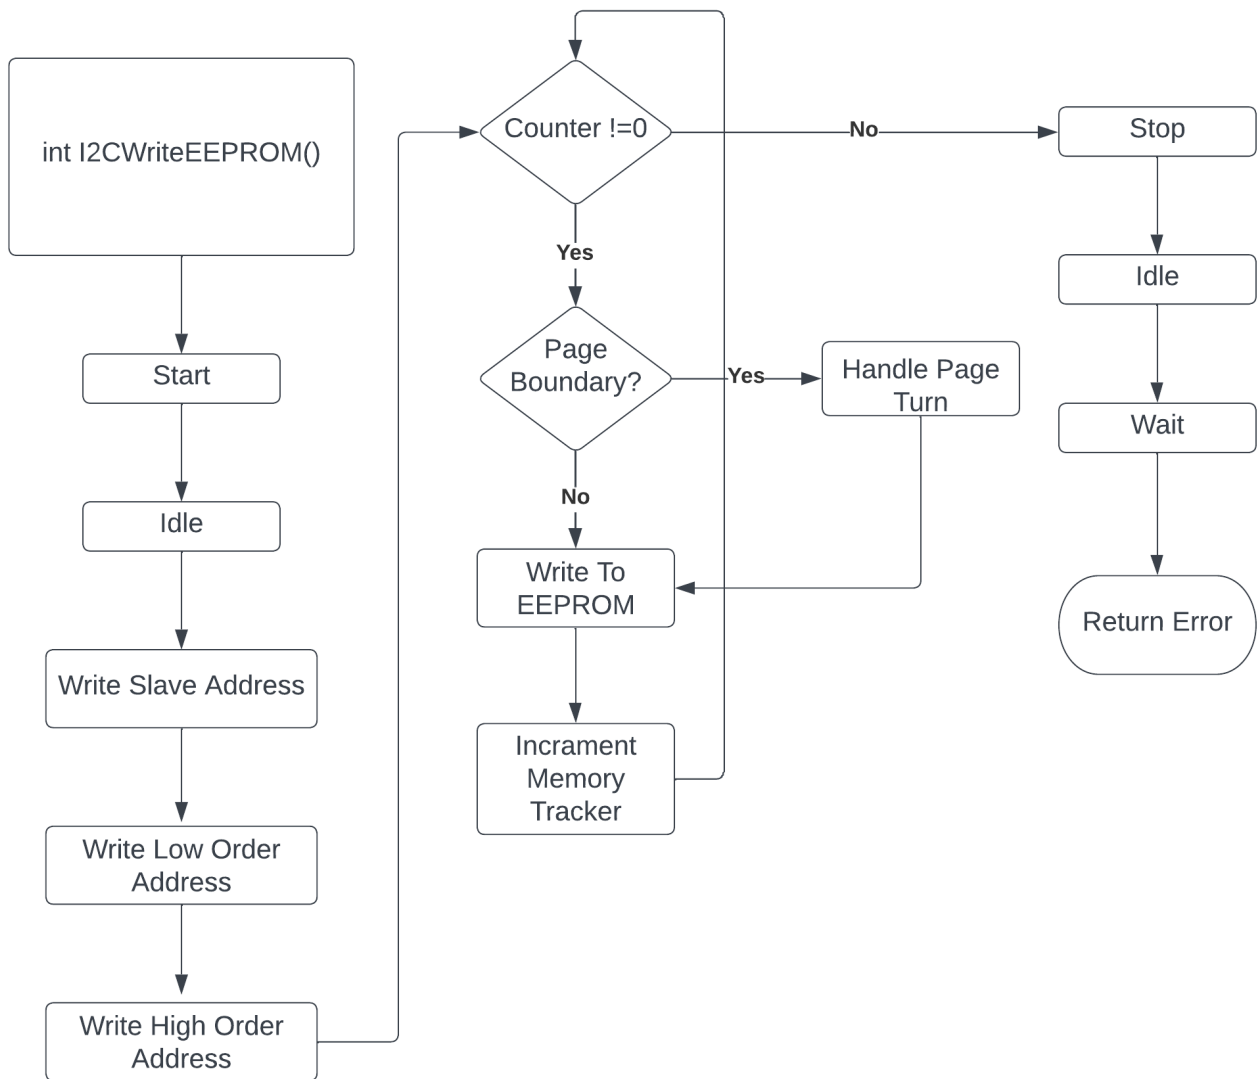 int I2CWriteEEPROM()
Start
Idle
Write Slave Address
Write Low Order
Address
Write High Order
Address
Counter !=0
No
Yes
Page
Boundary?
Yes
Handle Page
Turn
No
Write To
EEPROM
Incrament
Memory
Tracker
Stop
Idle
Wait
Return Error